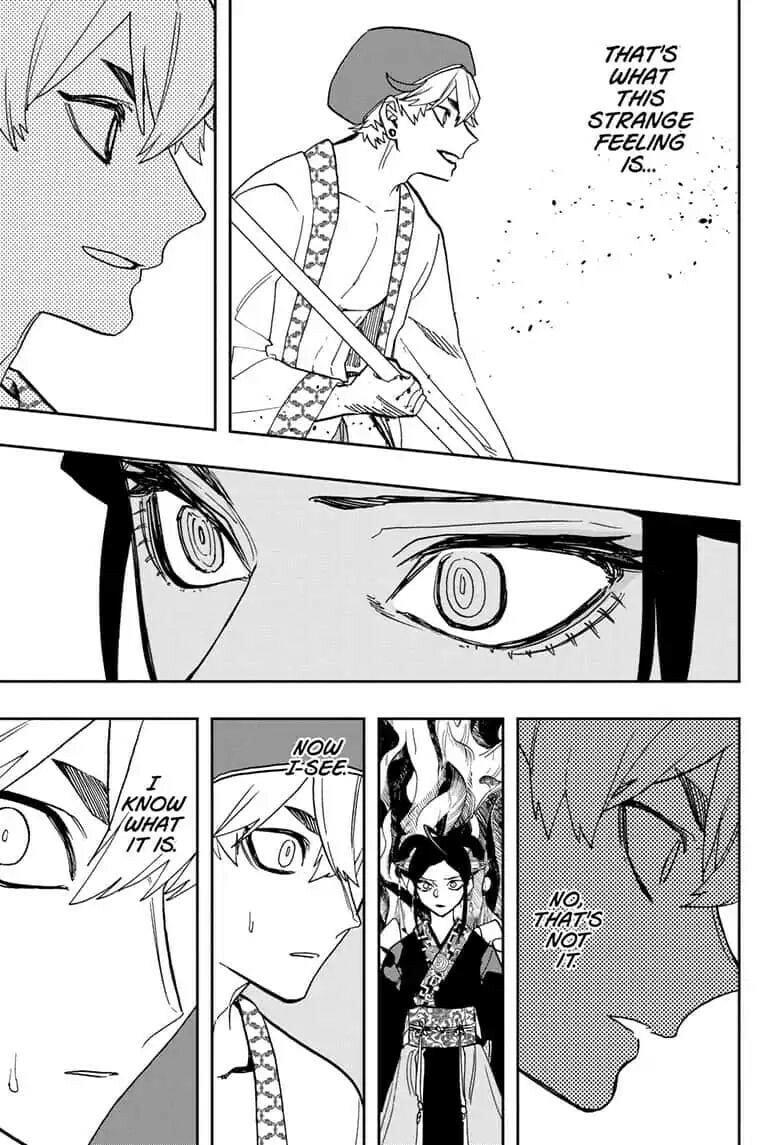 THAT'S
WHAT
THIS
STRANGE
FEELING
IS...
NO,
THAT'S
NOT
IT.
NOW
I SEE.
I
KNOW
WHAT
IT IS.